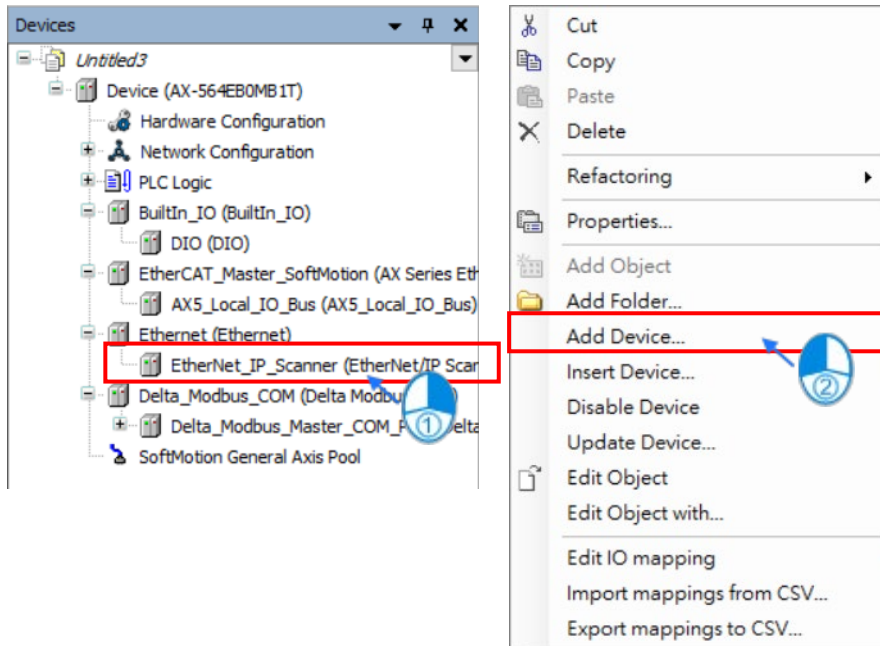 Devices
Untitled3
Device (AX-564EB0MB1T)
Hardware Configuration
Network Configuration
PLC Logic
BuiltIn_IO (BuiltIn_IO)
DIO (DIO)
EtherCAT_Master_SoftMotion (AX Series Eth
AX5_Local_IO_Bus (AX5_Local_IO_Bus)
Ethernet (Ethernet)
EtherNet_IP_Scanner (EtherNet/IP Scan
Delta_Modbus_COM (Delta Modbus
Delta_Modbus_Master_COM_P elta
①
SoftMotion General Axis Pool
Cut
Copy
Paste
Delete
Refactoring
Properties...
Add Object
Add Folder...
Add Device...
Insert Device...
②
Disable Device
Update Device...
Edit Object
Edit Object with...
Edit IO mapping
Import mappings from CSV...
Export mappings to CSV...